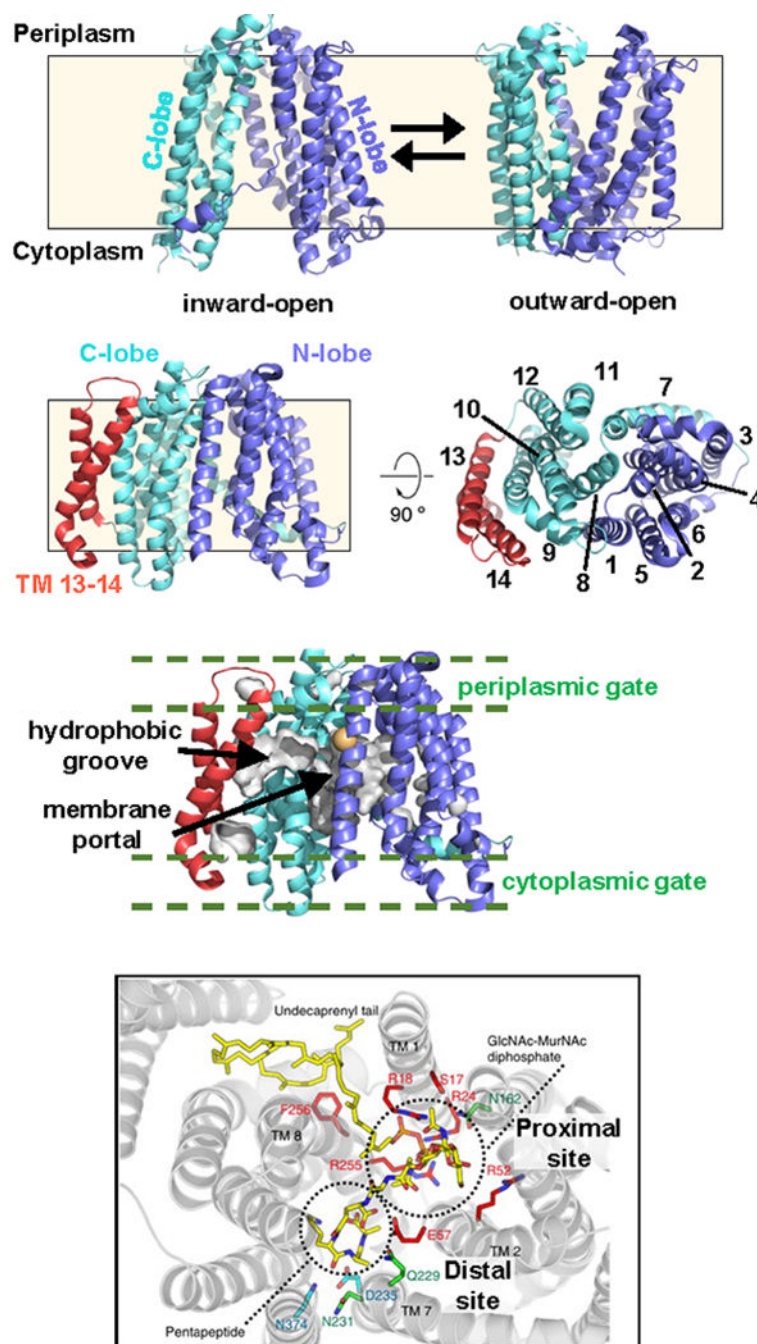 Periplasm
C-lobe
N-lobe
Cytoplasm
inward-open
outward-open
C-lobe
N-lobe
TM 13-14
90 °
12
11
7
10
3
13
4
6
14
9
8
1
5
2
periplasmic gate
hydrophobic
groove
membrane
portal
cytoplasmic gate
Undecaprenyl tail
TM 1
GlcNAc-MurNAc
diphosphate
R18
S17
R24
N162
F256
TM 8
Proximal
site
R255
R52
E57
TM 2
Q229
Distal
site
D235
N374
N231
TM 7
Pentapeptide